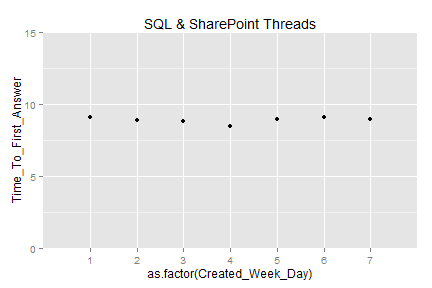 SQL & SharePoint Threads
15
10
5
0
Time_To_First_Answer
1 2 3 4 5 6 7
as.factor(Created_Week_Day)